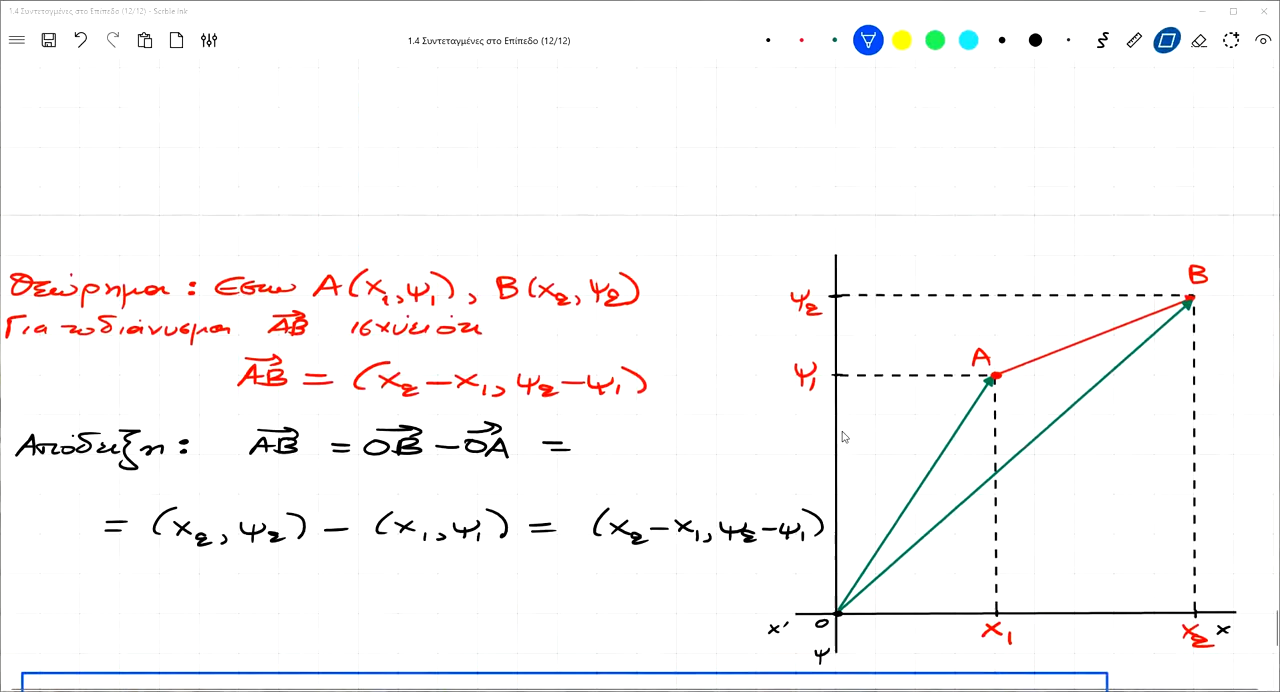 1.4 Συντεταγμένες στο Επίπεδο (12/12) - Scrble Ink
1.4 Συντεταγμένες στο Επίπεδο (12/12)
Θεώρημα : Εστω A(x₁,ψ₁), B(x₂,ψ₂)
Για το διάνυσμα AB⃗ ισχύει ότι
AB⃗ = (x₂-x₁, ψ₂-ψ₁)
Απόδειξη : AB⃗ = OB⃗ - OA⃗ =
= (x₂,ψ₂) - (x₁,ψ₁) = (x₂-x₁, ψ₂-ψ₁)
B
ψ₂
A
ψ₁
x' O x₁ x₂ x
ψ